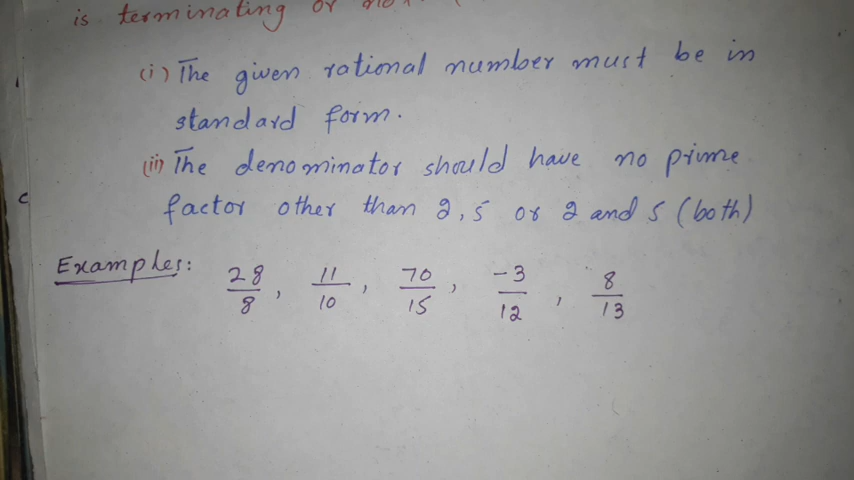 is terminating or
(i) The given rational number must be in
standard form.
(ii) The denominator should have no prime
factor other than 2, 5 or 2 and 5 (both)
Examples: 28/8, 11/10, 70/15, -3/12, 8/13